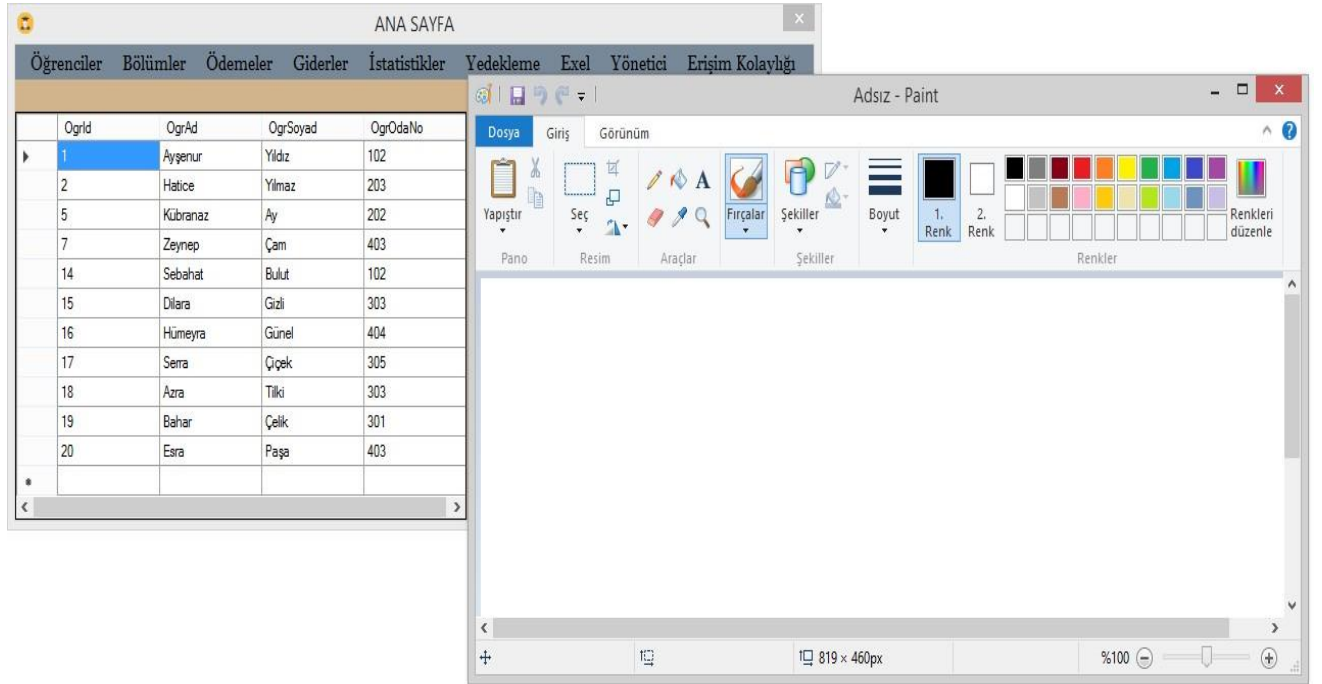 ANA SAYFA
x
Öğrenciler Bölümler Ödemeler Giderler İstatistikler Yedekleme Exel Yönetici Erişim Kolaylığı
OgrId OgrAd OgrSoyad OgrOdaNo
1 Ayşenur Yıldız 102
2 Hatice Yılmaz 203
5 Kübranaz Ay 202
7 Zeynep Çam 403
14 Sebahat Bulut 102
15 Dilara Gizli 303
16 Hümeyra Günel 404
17 Serra Çiçek 305
18 Azra Tilki 303
19 Bahar Çelik 301
20 Esra Paşa 403
Adsız - Paint
Dosya Giriş Görünüm
A
Yapıştır Seç Fırçalar Şekiller Boyut 1. Renk 2. Renk Renkleri düzenle
Pano Resim Araçlar Şekiller Renkler
819 × 460px %100